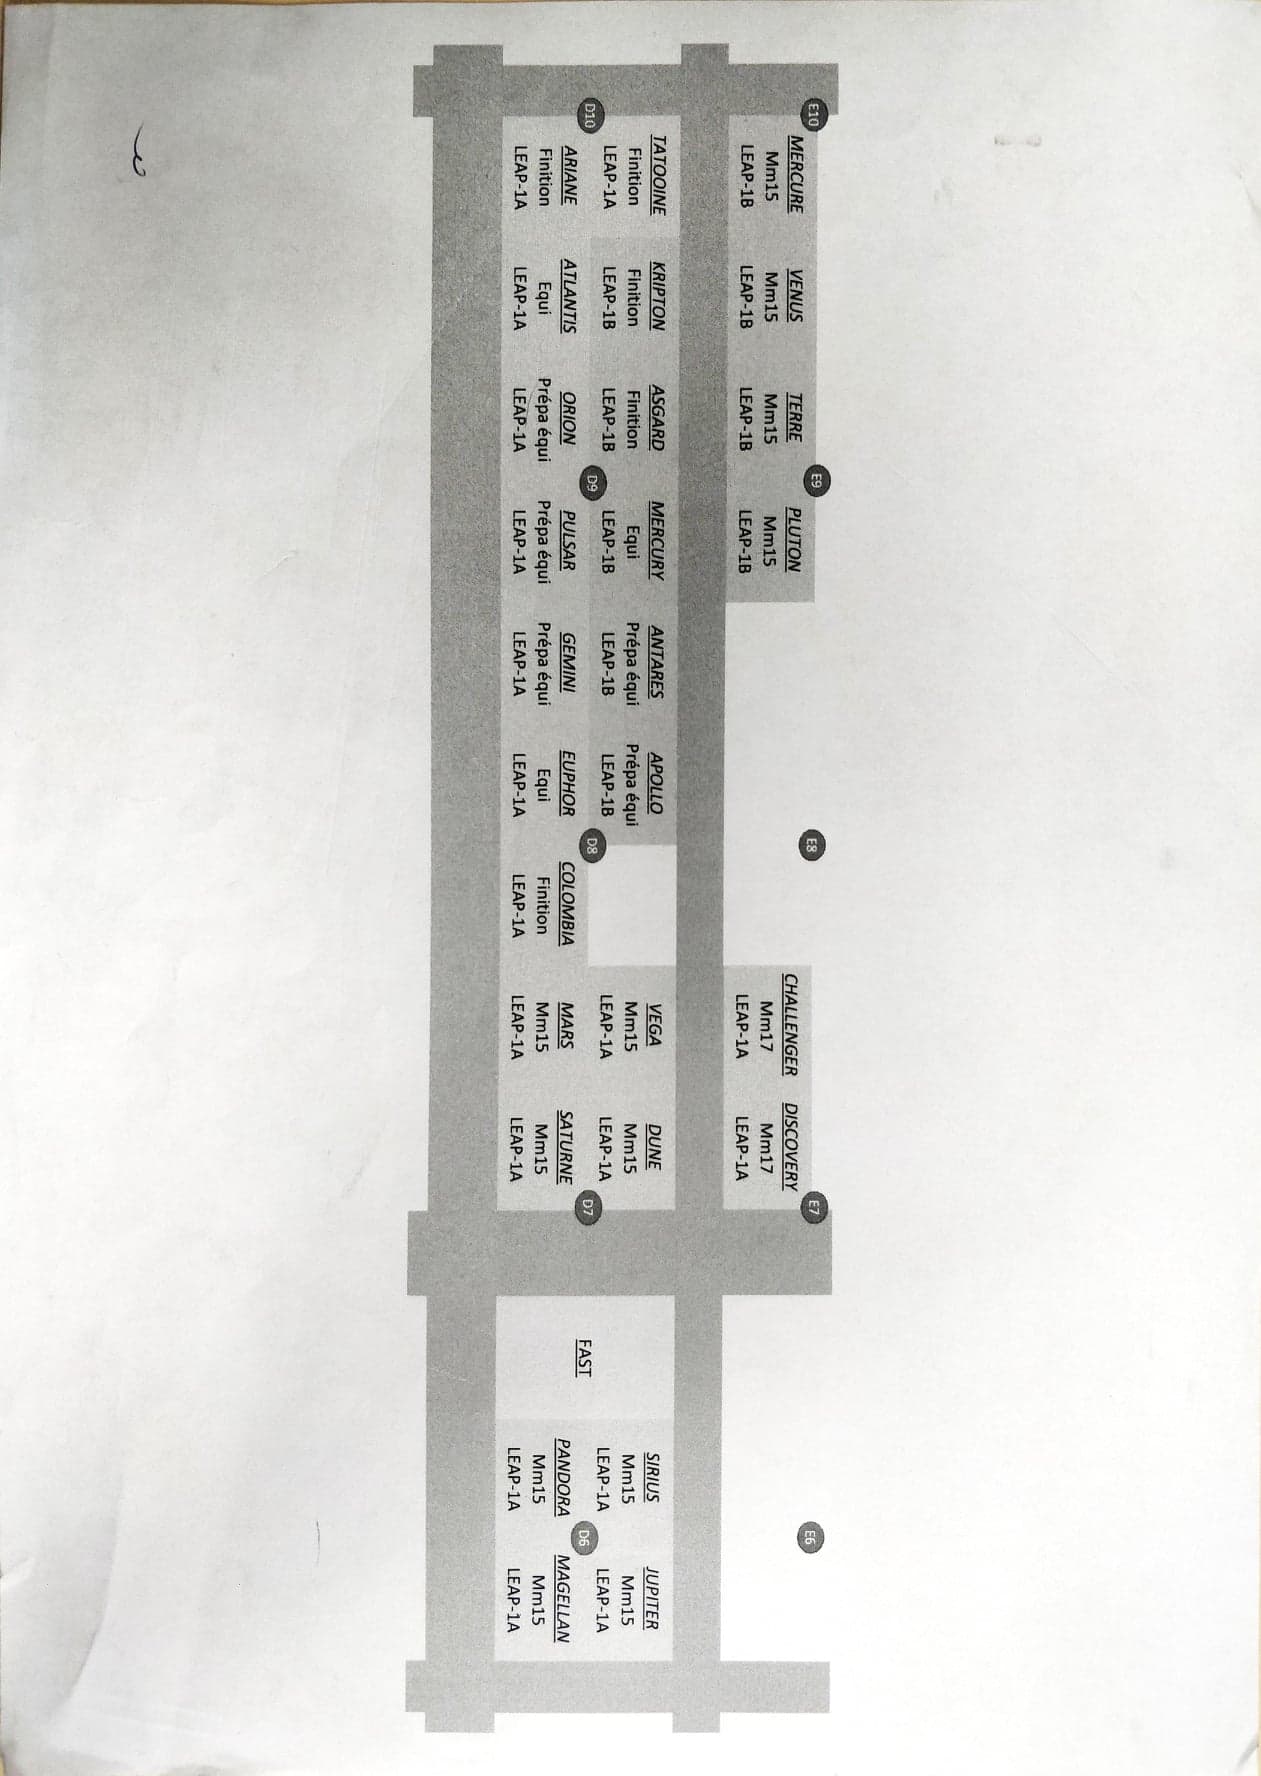 E10
E9
E8
E7
E6
MERCURE
Mm15
LEAP-1B
VENUS
Mm15
LEAP-1B
TERRE
Mm15
LEAP-1B
PLUTON
Mm15
LEAP-1B
CHALLENGER
Mm17
LEAP-1A
DISCOVERY
Mm17
LEAP-1A
TATOOINE
Finition
LEAP-1A
KRIPTON
Finition
LEAP-1B
ASGARD
Finition
LEAP-1B
MERCURY
Equi
LEAP-1B
ANTARES
Prépa équi
LEAP-1B
APOLLO
Prépa équi
LEAP-1B
VEGA
Mm15
LEAP-1A
DUNE
Mm15
LEAP-1A
SIRIUS
Mm15
LEAP-1A
JUPITER
Mm15
LEAP-1A
D10
D9
D8
D7
FAST
D6
ARIANE
Finition
LEAP-1A
ATLANTIS
Equi
LEAP-1A
ORION
Prépa équi
LEAP-1A
PULSAR
Prépa équi
LEAP-1A
GEMINI
Prépa équi
LEAP-1A
EUPHOR
Equi
LEAP-1A
COLOMBIA
Finition
LEAP-1A
MARS
Mm15
LEAP-1A
SATURNE
Mm15
LEAP-1A
PANDORA
Mm15
LEAP-1A
MAGELLAN
Mm15
LEAP-1A